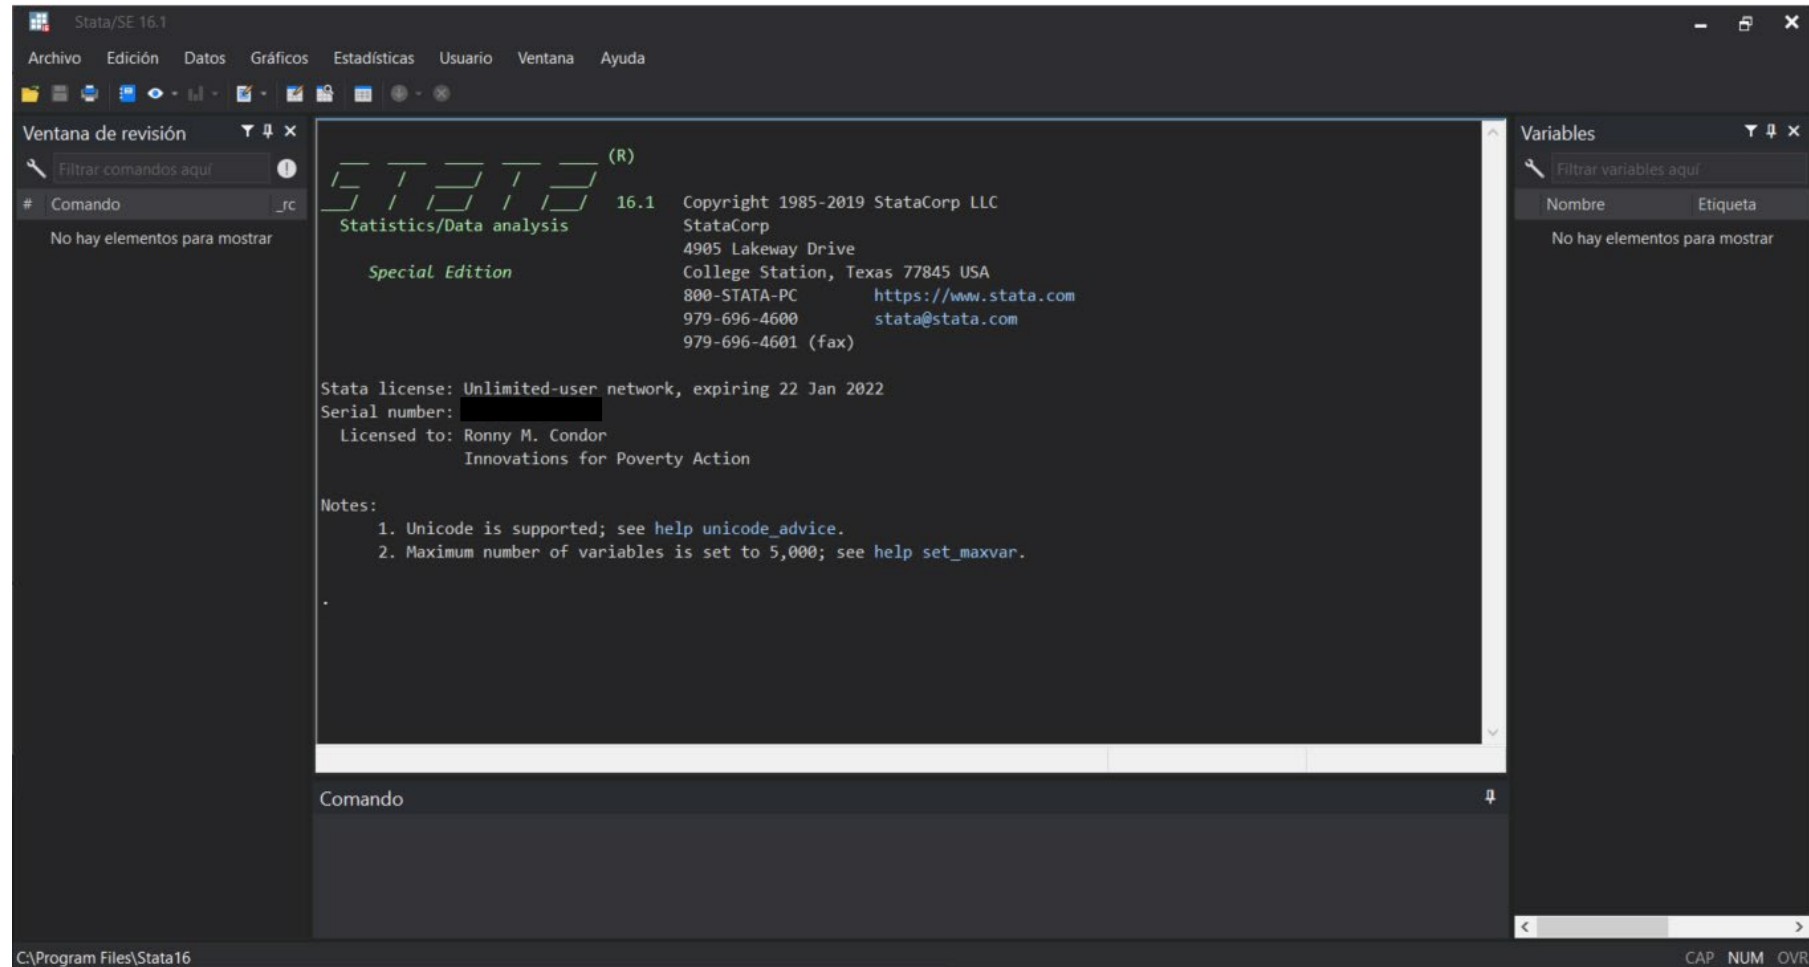 Stata/SE 16.1
Archivo Edición Datos Gráficos Estadísticas Usuario Ventana Ayuda
Ventana de revisión
Filtrar comandos aquí
# Comando _rc
No hay elementos para mostrar
STATA (R)
16.1 Copyright 1985-2019 StataCorp LLC
Statistics/Data analysis StataCorp
4905 Lakeway Drive
Special Edition College Station, Texas 77845 USA
800-STATA-PC https://www.stata.com
979-696-4600 stata@stata.com
979-696-4601 (fax)
Stata license: Unlimited-user network, expiring 22 Jan 2022
Serial number:
Licensed to: Ronny M. Condor
Innovations for Poverty Action
Notes:
1. Unicode is supported; see help unicode_advice.
2. Maximum number of variables is set to 5,000; see help set_maxvar.
.
Comando
Variables
Filtrar variables aquí
Nombre Etiqueta
No hay elementos para mostrar
C:\Program Files\Stata16
CAP NUM OVR